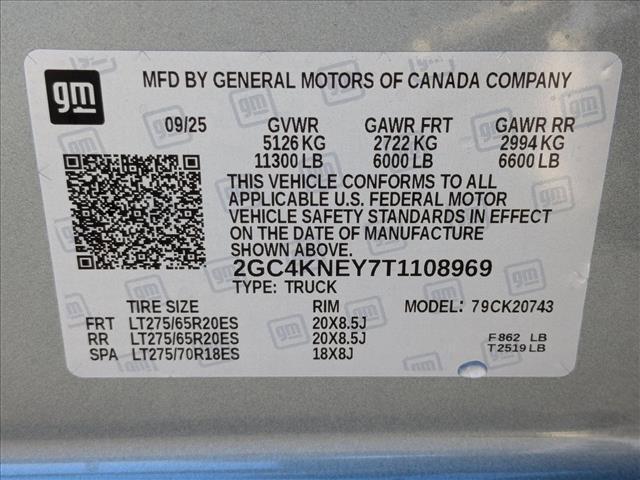 gm
MFD BY GENERAL MOTORS OF CANADA COMPANY
09/25 GVWR GAWR FRT GAWR RR
5126 KG 2722 KG 2994 KG
11300 LB 6000 LB 6600 LB
THIS VEHICLE CONFORMS TO ALL
APPLICABLE U.S. FEDERAL MOTOR
VEHICLE SAFETY STANDARDS IN EFFECT
ON THE DATE OF MANUFACTURE
SHOWN ABOVE.
2GC4KNEY7T1108969
TYPE: TRUCK
TIRE SIZE RIM MODEL: 79CK20743
FRT LT275/65R20ES 20X8.5J
RR LT275/65R20ES 20X8.5J F862 LB
SPA LT275/70R18ES 18X8J T2519 LB